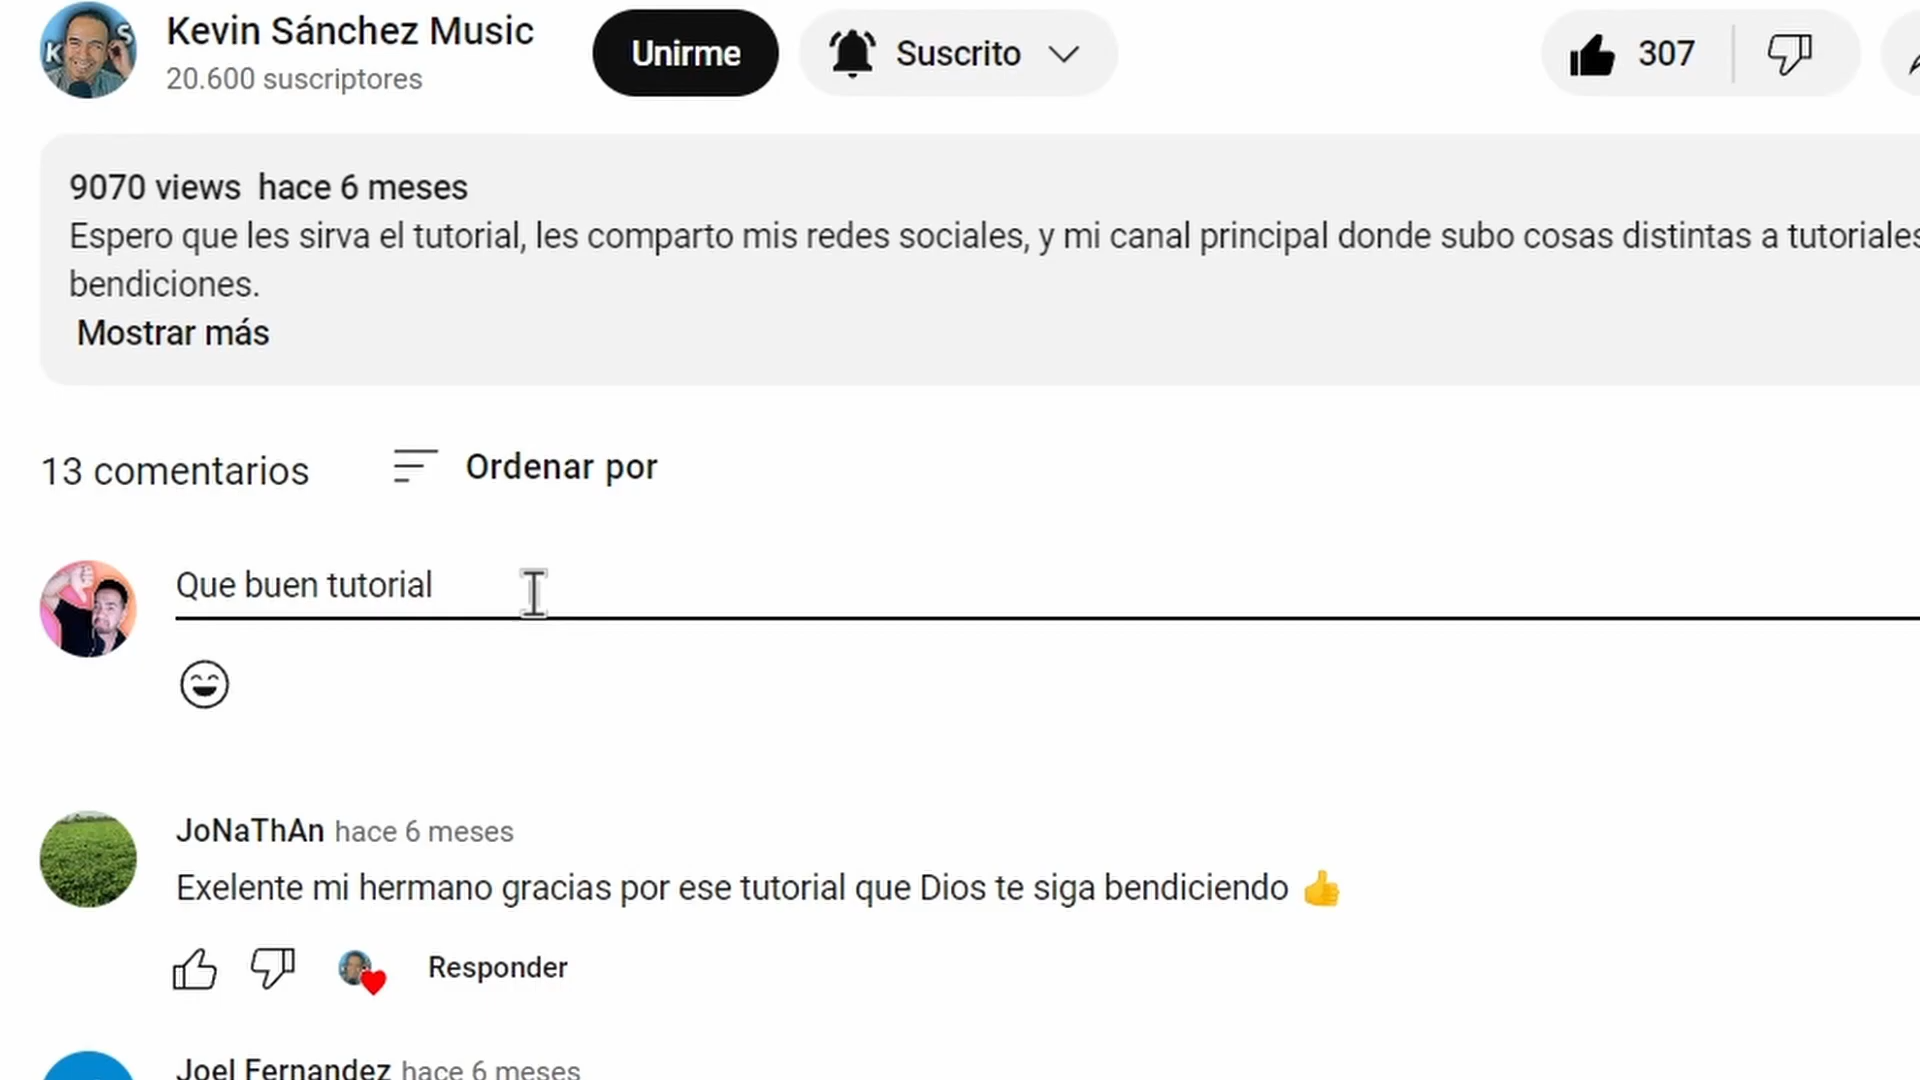 Kevin Sánchez Music
20.600 suscriptores
Unirme
Suscrito
307
9070 views hace 6 meses
Espero que les sirva el tutorial, les comparto mis redes sociales, y mi canal principal donde subo cosas distintas a tutoriales
bendiciones.
Mostrar más
13 comentarios
Ordenar por
Que buen tutorial
JoNaThAn hace 6 meses
Exelente mi hermano gracias por ese tutorial que Dios te siga bendiciendo 👍
Responder
Joel Fernandez hace 6 meses